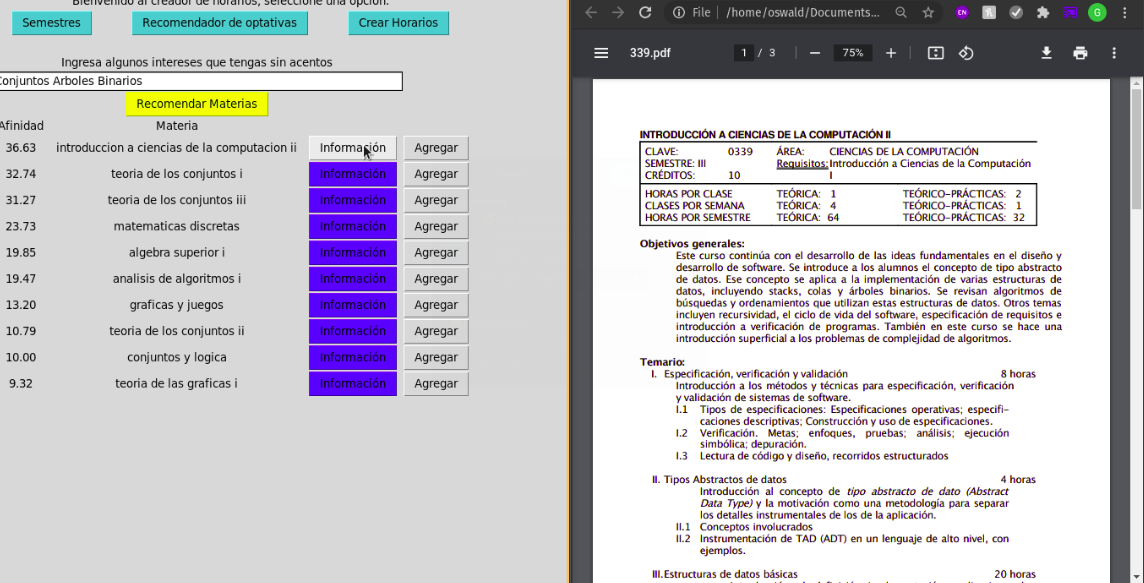 Bienvenido al creador de horarios, seleccione una opción.
Semestres
Recomendador de optativas
Crear Horarios
Ingresa algunos intereses que tengas sin acentos
Conjuntos Arboles Binarios
Recomendar Materias
Afinidad Materia
36.63 introduccion a ciencias de la computacion ii Información Agregar
32.74 teoria de los conjuntos i Información Agregar
31.27 teoria de los conjuntos iii Información Agregar
23.73 matematicas discretas Información Agregar
19.85 algebra superior i Información Agregar
19.47 analisis de algoritmos i Información Agregar
13.20 graficas y juegos Información Agregar
10.79 teoria de los conjuntos ii Información Agregar
10.00 conjuntos y logica Información Agregar
9.32 teoria de las graficas i Información Agregar
File /home/oswald/Documents... EN G
339.pdf 1 / 3 75%
INTRODUCCIÓN A CIENCIAS DE LA COMPUTACIÓN II
CLAVE: 0339 ÁREA: CIENCIAS DE LA COMPUTACIÓN
SEMESTRE: III Requisitos: Introducción a Ciencias de la Computación
CRÉDITOS: 10 I
HORAS POR CLASE TEÓRICA: 1 TEÓRICO-PRÁCTICAS: 2
CLASES POR SEMANA TEÓRICA: 4 TEÓRICO-PRÁCTICAS: 1
HORAS POR SEMESTRE TEÓRICA: 64 TEÓRICO-PRÁCTICAS: 32
Objetivos generales:
Este curso continúa con el desarrollo de las ideas fundamentales en el diseño y
desarrollo de software. Se introduce a los alumnos el concepto de tipo abstracto
de datos. Ese concepto se aplica a la implementación de varias estructuras de
datos, incluyendo stacks, colas y árboles binarios. Se revisan algoritmos de
búsquedas y ordenamientos que utilizan estas estructuras de datos. Otros temas
incluyen recursividad, el ciclo de vida del software, especificación de requisitos e
introducción a verificación de programas. También en este curso se hace una
introducción superficial a los problemas de complejidad de algoritmos.
Temario:
I. Especificación, verificación y validación 8 horas
Introducción a los métodos y técnicas para especificación, verificación
y validación de sistemas de software.
I.1 Tipos de especificaciones: Especificaciones operativas; especifi-
caciones descriptivas; Construcción y uso de especificaciones.
I.2 Verificación. Metas; enfoques, pruebas; análisis; ejecución
simbólica; depuración.
I.3 Lectura de código y diseño, recorridos estructurados
II. Tipos Abstractos de datos 4 horas
Introducción al concepto de tipo abstracto de dato (Abstract
Data Type) y la motivación como una metodología para separar
los detalles instrumentales de los de la aplicación.
II.1 Conceptos involucrados
II.2 Instrumentación de TAD (ADT) en un lenguaje de alto nivel, con
ejemplos.
III.Estructuras de datos básicas 20 horas